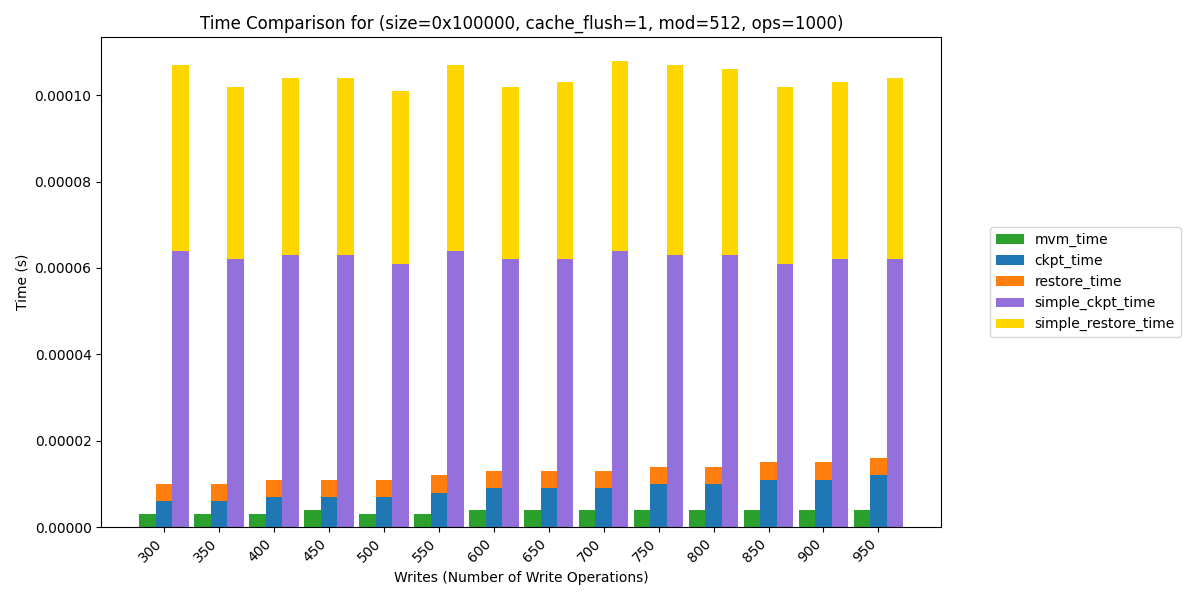 Time Comparison for (size=0x100000, cache_flush=1, mod=512, ops=1000)
Time (s)
0.00010
0.00008
0.00006
0.00004
0.00002
0.00000
300 350 400 450 500 550 600 650 700 750 800 850 900 950
Writes (Number of Write Operations)
mvm_time
ckpt_time
restore_time
simple_ckpt_time
simple_restore_time